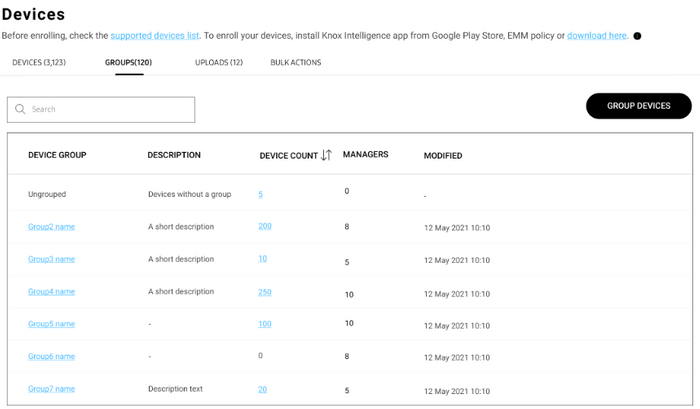 Devices
Before enrolling, check the supported devices list. To enroll your devices, install Knox Intelligence app from Google Play Store, EMM policy or download here.
DEVICES (3,123) GROUPS(120) UPLOADS (12) BULK ACTIONS
Search
GROUP DEVICES
DEVICE GROUP DESCRIPTION DEVICE COUNT MANAGERS MODIFIED
Ungrouped Devices without a group 5 0 -
Group2 name A short description 200 8 12 May 2021 10:10
Group3 name A short description 10 5 12 May 2021 10:10
Group4 name A short description 250 10 12 May 2021 10:10
Group5 name - 100 10 12 May 2021 10:10
Group6 name - 0 8 12 May 2021 10:10
Group7 name Description text 20 5 12 May 2021 10:10